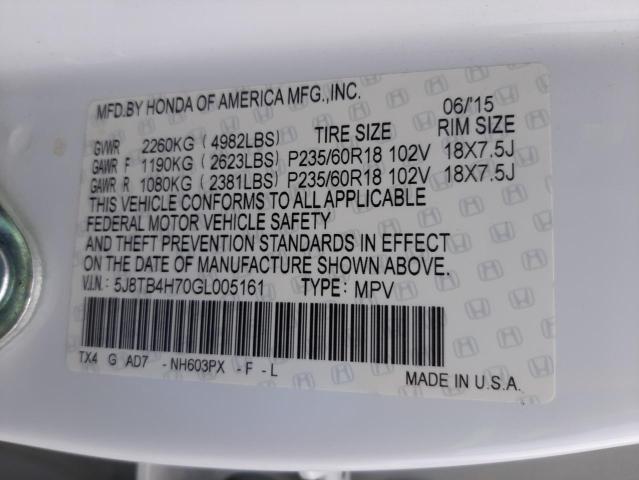 MFD.BY HONDA OF AMERICA MFG.,INC. 06/'15
GVWR 2260KG (4982LBS) TIRE SIZE RIM SIZE
GAWR F 1190KG (2623LBS) P235/60R18 102V 18X7.5J
GAWR R 1080KG (2381LBS) P235/60R18 102V 18X7.5J
THIS VEHICLE CONFORMS TO ALL APPLICABLE
FEDERAL MOTOR VEHICLE SAFETY
AND THEFT PREVENTION STANDARDS IN EFFECT
ON THE DATE OF MANUFACTURE SHOWN ABOVE.
V.I.N.: 5J8TB4H70GL005161 TYPE: MPV
TX4 G AD7 -NH603PX -F -L
MADE IN U.S.A.